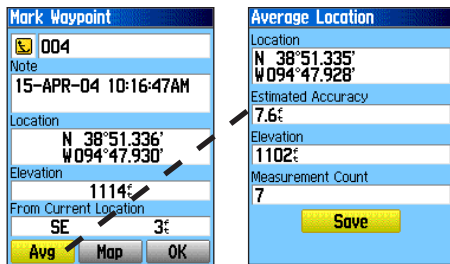 Mark Waypoint
004
Note
15-APR-04 10:16:47AM
Location
N 38°51.336'
W094°47.930'
Elevation
1114ft
From Current Location
SE 3ft
Avg Map OK
Average Location
Location
N 38°51.335'
W094°47.928'
Estimated Accuracy
7.6ft
Elevation
1102ft
Measurement Count
7
Save